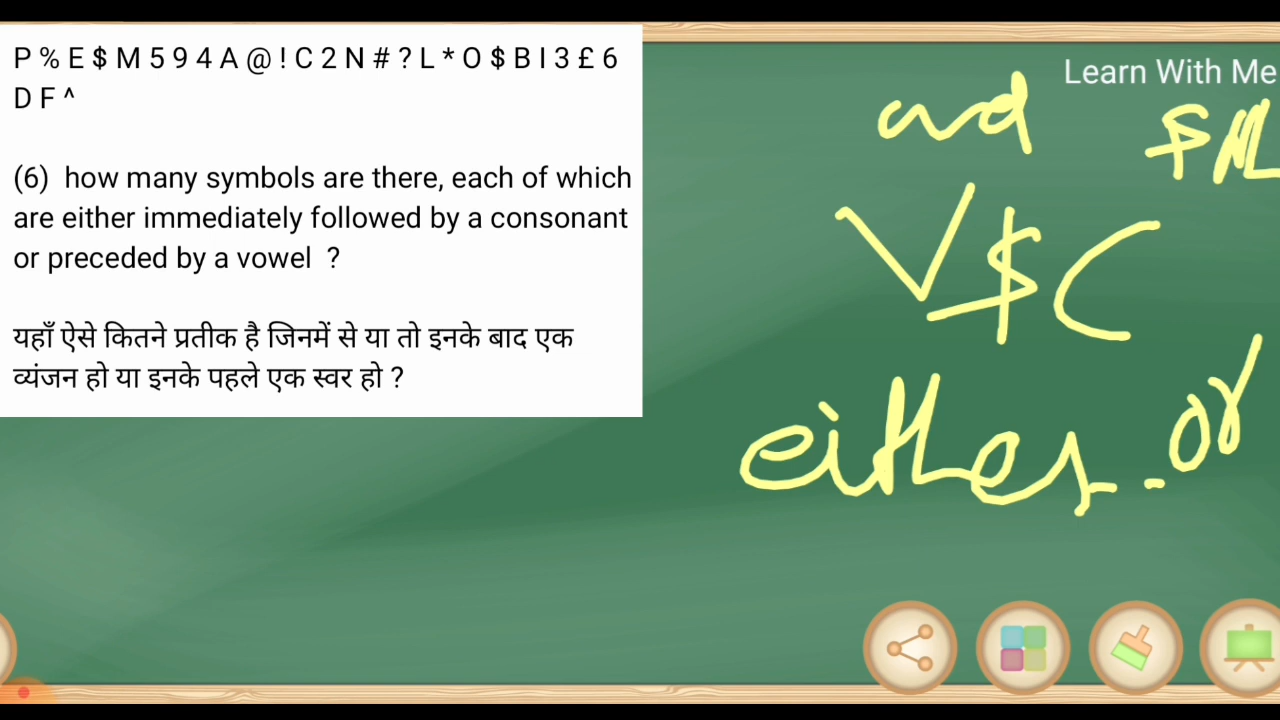 P % E $ M 5 9 4 A @ ! C 2 N # ? L * O $ B I 3 £ 6
D F ^
(6) how many symbols are there, each of which
are either immediately followed by a consonant
or preceded by a vowel ?
यहाँ ऐसे कितने प्रतीक है जिनमें से या तो इनके बाद एक
व्यंजन हो या इनके पहले एक स्वर हो ?
Learn With Me
and $M
V$C
either-or